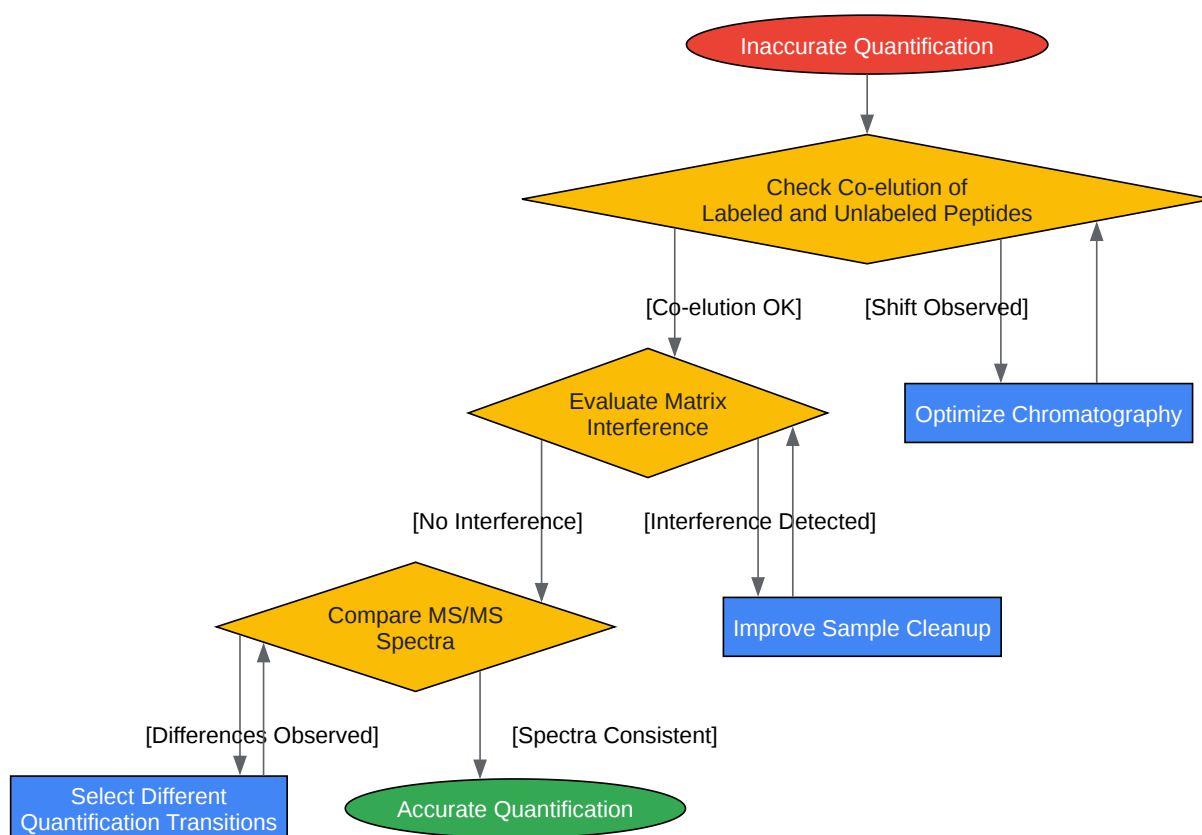 Inaccurate Quantification
Check Co-elution of
Labeled and Unlabeled Peptides
[Co-elution OK]
[Shift Observed]
Evaluate Matrix
Interference
Optimize Chromatography
[No Interference]
[Interference Detected]
Compare MS/MS
Spectra
Improve Sample Cleanup
[Differences Observed]
[Spectra Consistent]
Select Different
Quantification Transitions
Accurate Quantification